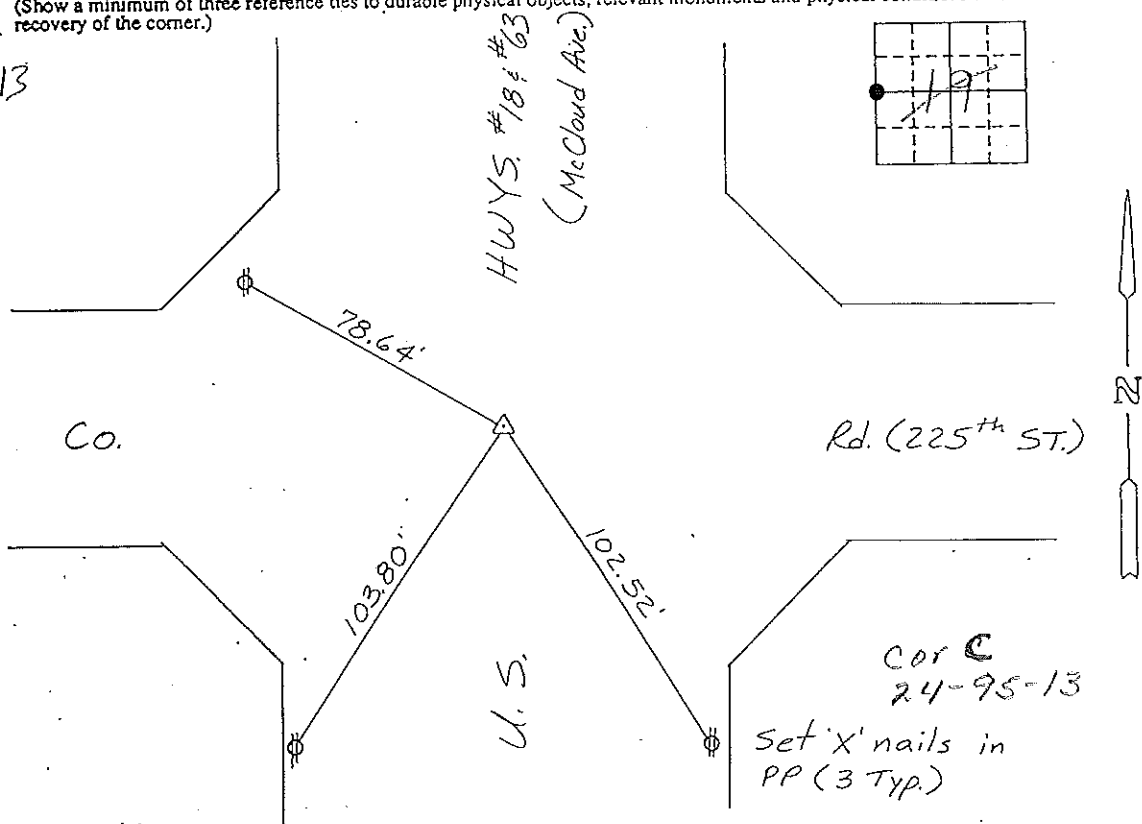 (Show a minimum of three reference ties to durable physical objects, relevant monuments and physical
recovery of the corner.)
13
HWYS. #18 & #63
(McCloud Ave.)
19
78.64'
N
Co.
Rd. (225th ST.)
103.80'
102.52'
U.S.
Cor C
24-95-13
Set 'X' nails in
PP (3 Typ.)